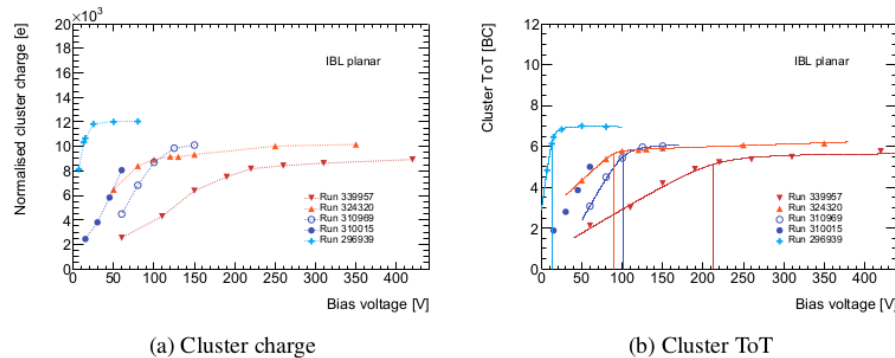 ×10³
Normalised cluster charge [e]
20
18
16
14
12
10
8
6
4
2
0
IBL planar
Run 339957
Run 324320
Run 310969
Run 310015
Run 296939
0 50 100 150 200 250 300 350 400
Bias voltage [V]
(a) Cluster charge
Cluster ToT [BC]
12
10
8
6
4
2
0
IBL planar
Run 339957
Run 324320
Run 310969
Run 310015
Run 296939
0 50 100 150 200 250 300 350 400
Bias voltage [V]
(b) Cluster ToT